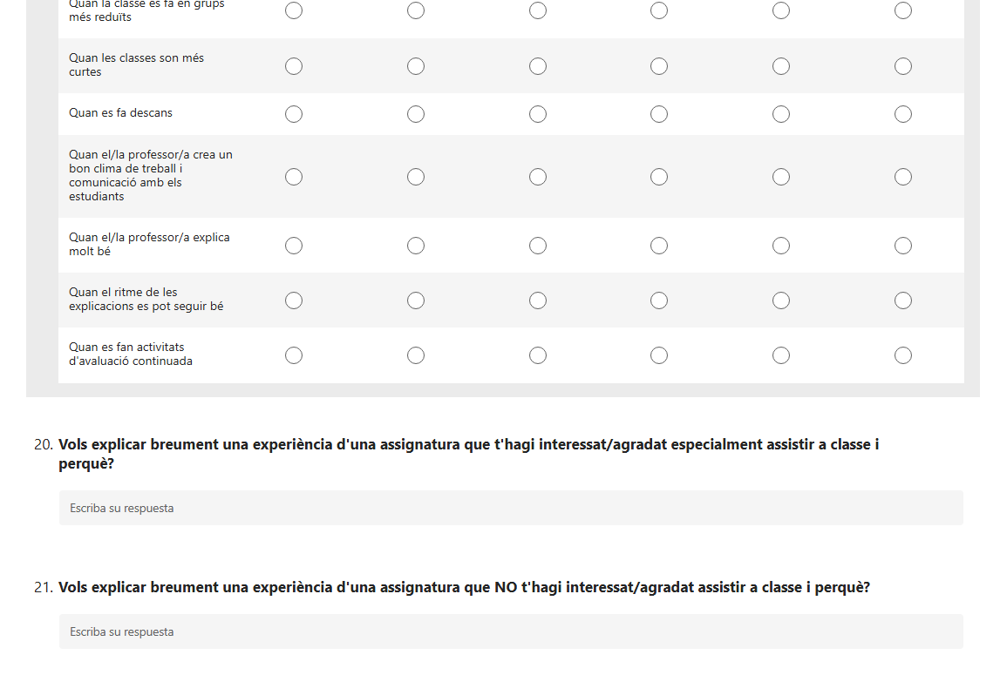 Quan la classe es fa en grups
més reduïts
Quan les classes son més
curtes
Quan es fa descans
Quan el/la professor/a crea un
bon clima de treball i
comunicació amb els
estudiants
Quan el/la professor/a explica
molt bé
Quan el ritme de les
explicacions es pot seguir bé
Quan es fan activitats
d'avaluació continuada
20. Vols explicar breument una experiència d'una assignatura que t'hagi interessat/agradat especialment assistir a classe i
perquè?
Escriba su respuesta
21. Vols explicar breument una experiència d'una assignatura que NO t'hagi interessat/agradat assistir a classe i perquè?
Escriba su respuesta